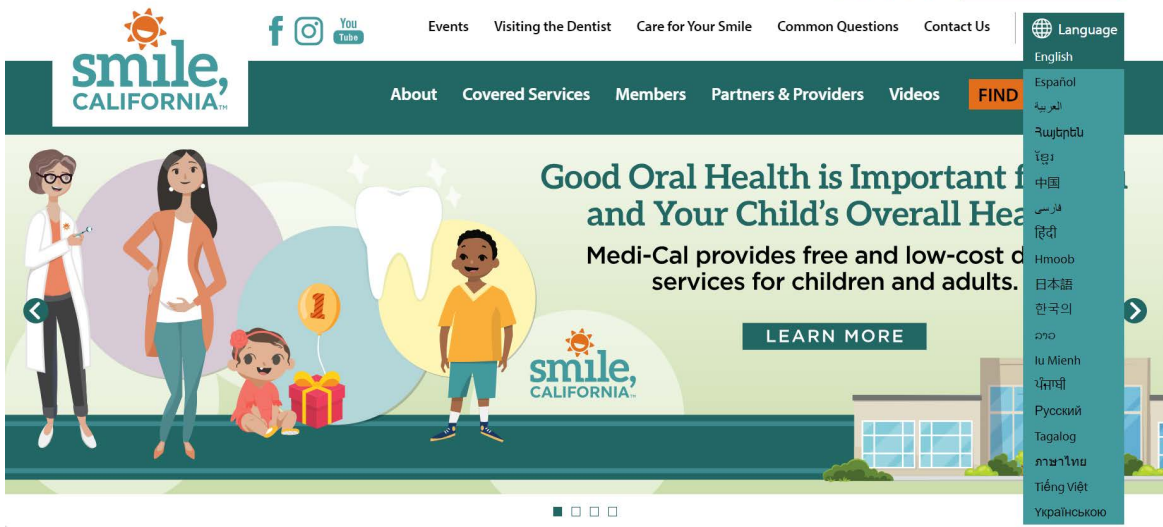 smile,
CALIFORNIA™
You
Tube
Events Visiting the Dentist Care for Your Smile Common Questions Contact Us
Language
About Covered Services Members Partners & Providers Videos FIND
English
Español
العربية
Հայերեն
ខ្មែរ
中国
فارسی
हिंदी
Hmoob
日本語
한국의
ລາວ
Iu Mienh
ਪੰਜਾਬੀ
Русский
Tagalog
ภาษาไทย
Tiếng Việt
Українською
Good Oral Health is Important
and Your Child's Overall
Medi-Cal provides free and low-cost
services for children and adults.
LEARN MORE
1
smile,
CALIFORNIA™